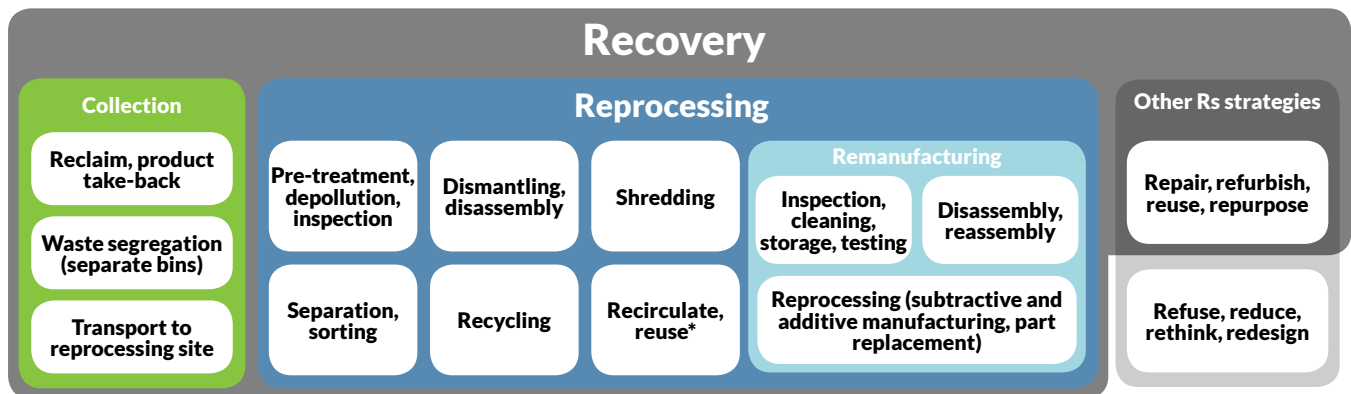 Recovery
Collection
Reclaim, product
take-back
Waste segregation
(separate bins)
Transport to
reprocessing site
Reprocessing
Pre-treatment,
depollution,
inspection
Dismantling,
disassembly
Shredding
Separation,
sorting
Recycling
Recirculate,
reuse*
Remanufacturing
Inspection,
cleaning,
storage, testing
Disassembly,
reassembly
Reprocessing (subtractive and
additive manufacturing, part
replacement)
Other Rs strategies
Repair, refurbish,
reuse, repurpose
Refuse, reduce,
rethink, redesign